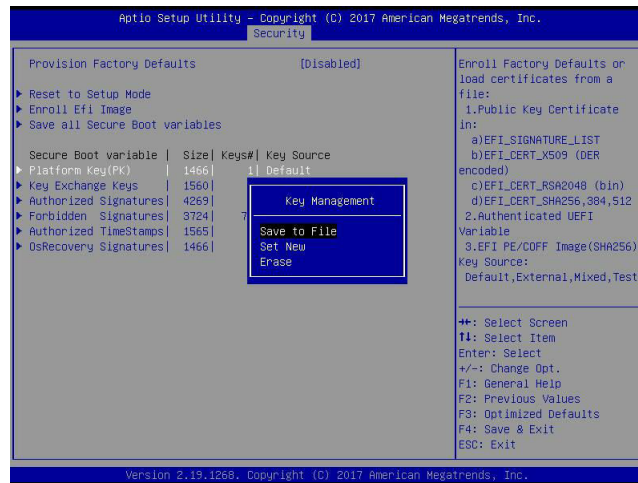 Aptio Setup Utility – Copyright (C) 2017 American Megatrends, Inc.
Security
Provision Factory Defaults [Disabled]
Reset to Setup Mode
Enroll Efi Image
Save all Secure Boot variables
Secure Boot variable | Size| Keys#| Key Source
Platform Key(PK) | 1466| 1| Default
Key Exchange Keys | 1560|
Authorized Signatures| 4269|
Forbidden Signatures| 3724| 7
Authorized TimeStamps| 1565|
OsRecovery Signatures| 1466|
Key Management
Save to File
Set New
Erase
Enroll Factory Defaults or
load certificates from a
file:
1.Public Key Certificate
in:
a)EFI_SIGNATURE_LIST
b)EFI_CERT_X509 (DER
encoded)
c)EFI_CERT_RSA2048 (bin)
d)EFI_CERT_SHA256,384,512
2.Authenticated UEFI
Variable
3.EFI PE/COFF Image(SHA256)
Key Source:
Default,External,Mixed,Test
→←: Select Screen
↑↓: Select Item
Enter: Select
+/-: Change Opt.
F1: General Help
F2: Previous Values
F3: Optimized Defaults
F4: Save & Exit
ESC: Exit
Version 2.19.1268. Copyright (C) 2017 American Megatrends, Inc.